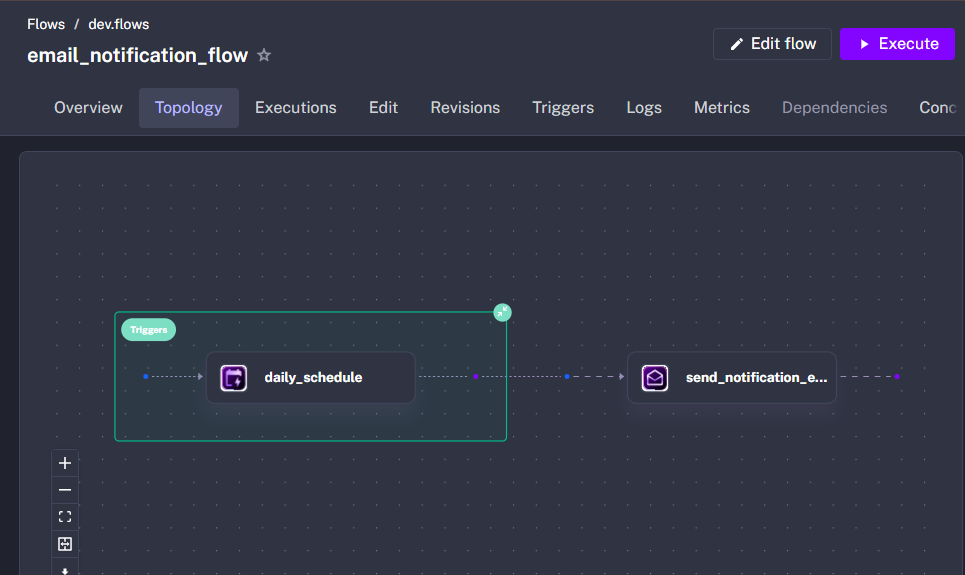 Flows / dev.flows
email_notification_flow
Edit flow
Execute
Overview Topology Executions Edit Revisions Triggers Logs Metrics Dependencies Conc
Triggers
daily_schedule
send_notification_e...